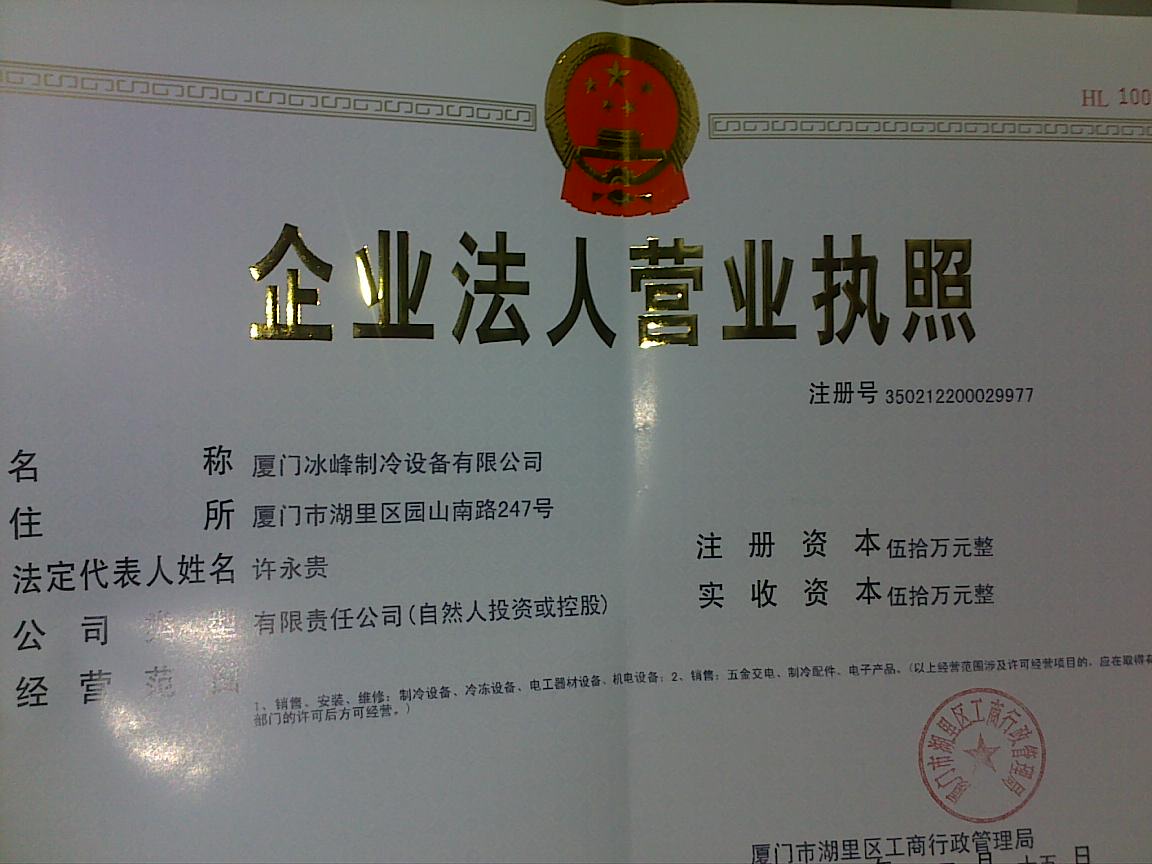 HL 100
企业法人营业执照
注册号 350212200029977
名称 厦门冰峰制冷设备有限公司
住所 厦门市湖里区园山南路247号
注册资本 伍拾万元整
法定代表人姓名 许永贵
实收资本 伍拾万元整
公司类型 有限责任公司(自然人投资或控股)
经营范围
1、销售、安装、维修：制冷设备、冷冻设备、电工器材设备、机电设备；2、销售：五金交电、制冷配件、电子产品。(以上经营范围涉及许可经营项目的，应在取得有
部门的许可后方可经营。)
厦门市湖里区工商行政管理局
厦门市湖里区工商行政管理局
月十五日